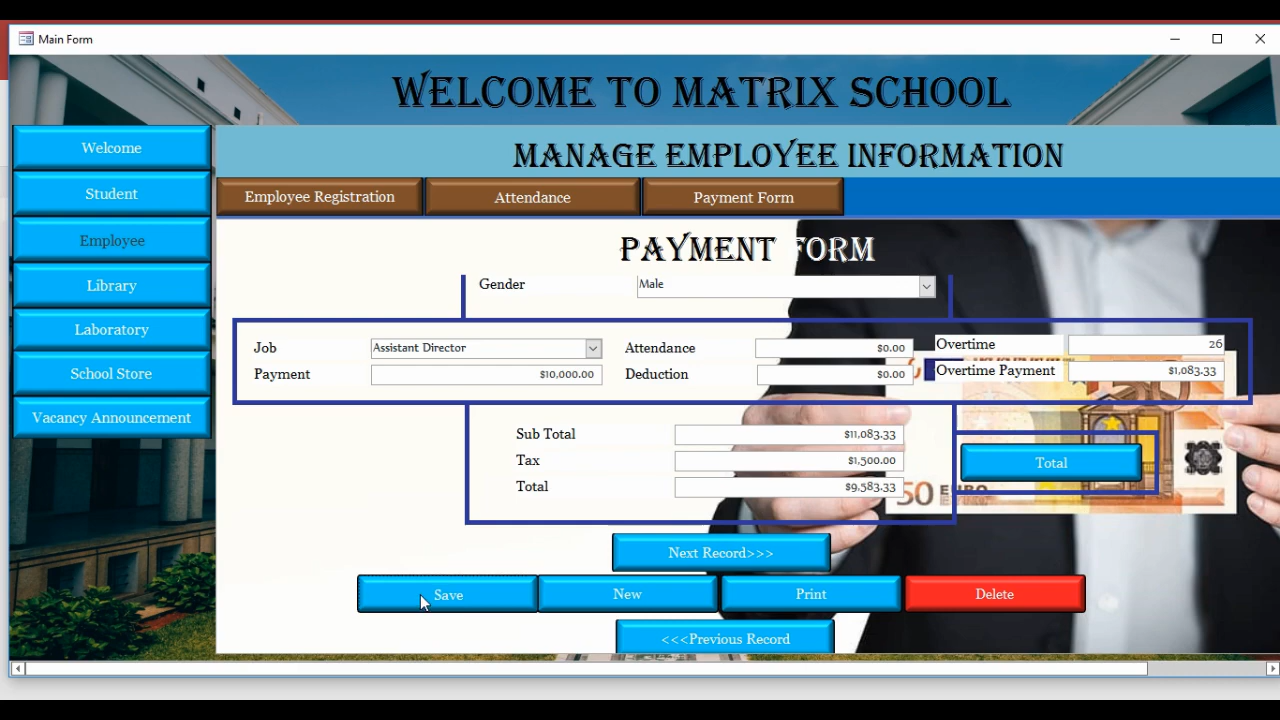 Main Form
WELCOME TO MATRIX SCHOOL
MANAGE EMPLOYEE INFORMATION
Welcome
Student
Employee
Library
Laboratory
School Store
Vacancy Announcement
Employee Registration
Attendance
Payment Form
PAYMENT FORM
Gender Male
Job Assistant Director Attendance $0.00 Overtime 26
Payment $10,000.00 Deduction $0.00 Overtime Payment $1,083.33
Sub Total $11,083.33
Tax $1,500.00
Total $9,583.33
Total
50 EURO
Next Record>>>
Save
New
Print
Delete
<<<Previous Record